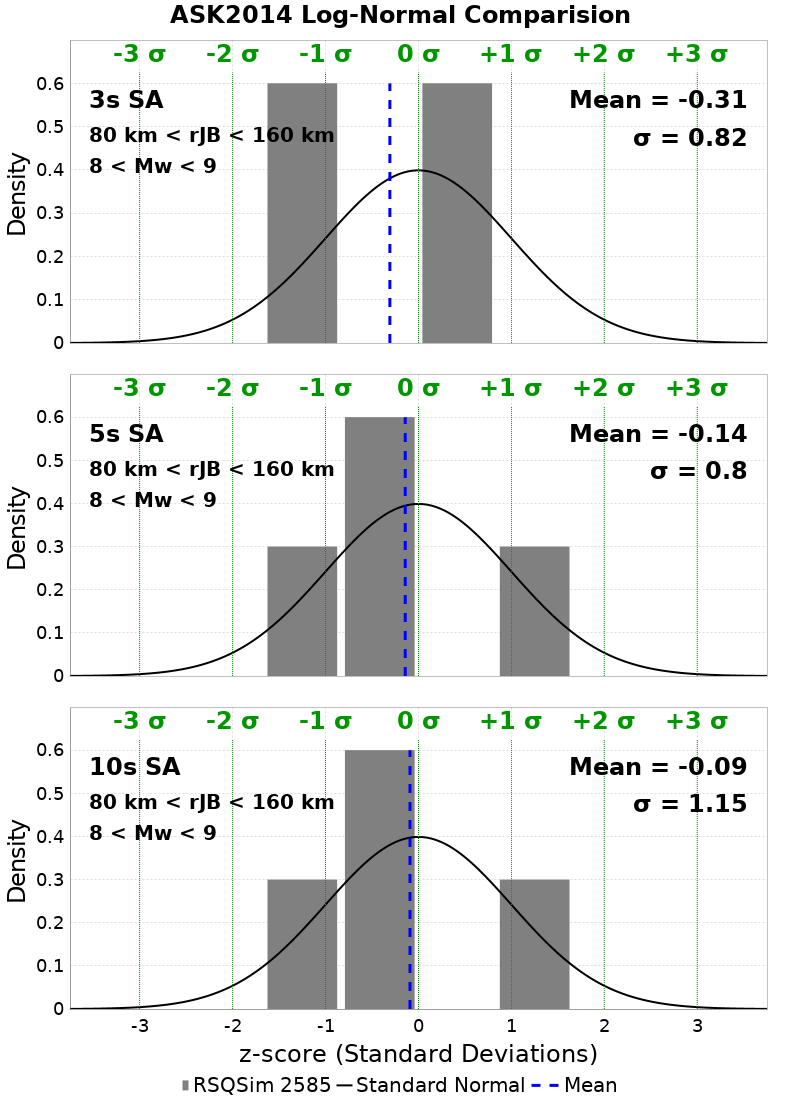 ASK2014 Log-Normal Comparision
-3 σ -2 σ -1 σ 0 σ +1 σ +2 σ +3 σ
3s SA
80 km < rJB < 160 km
8 < Mw < 9
Mean = -0.31
σ = 0.82
Density
0.6
0.5
0.4
0.3
0.2
0.1
0
-3 σ -2 σ -1 σ 0 σ +1 σ +2 σ +3 σ
5s SA
80 km < rJB < 160 km
8 < Mw < 9
Mean = -0.14
σ = 0.8
Density
0.6
0.5
0.4
0.3
0.2
0.1
0
-3 σ -2 σ -1 σ 0 σ +1 σ +2 σ +3 σ
10s SA
80 km < rJB < 160 km
8 < Mw < 9
Mean = -0.09
σ = 1.15
Density
0.6
0.5
0.4
0.3
0.2
0.1
0
-3 -2 -1 0 1 2 3
z-score (Standard Deviations)
RSQSim 2585 Standard Normal Mean